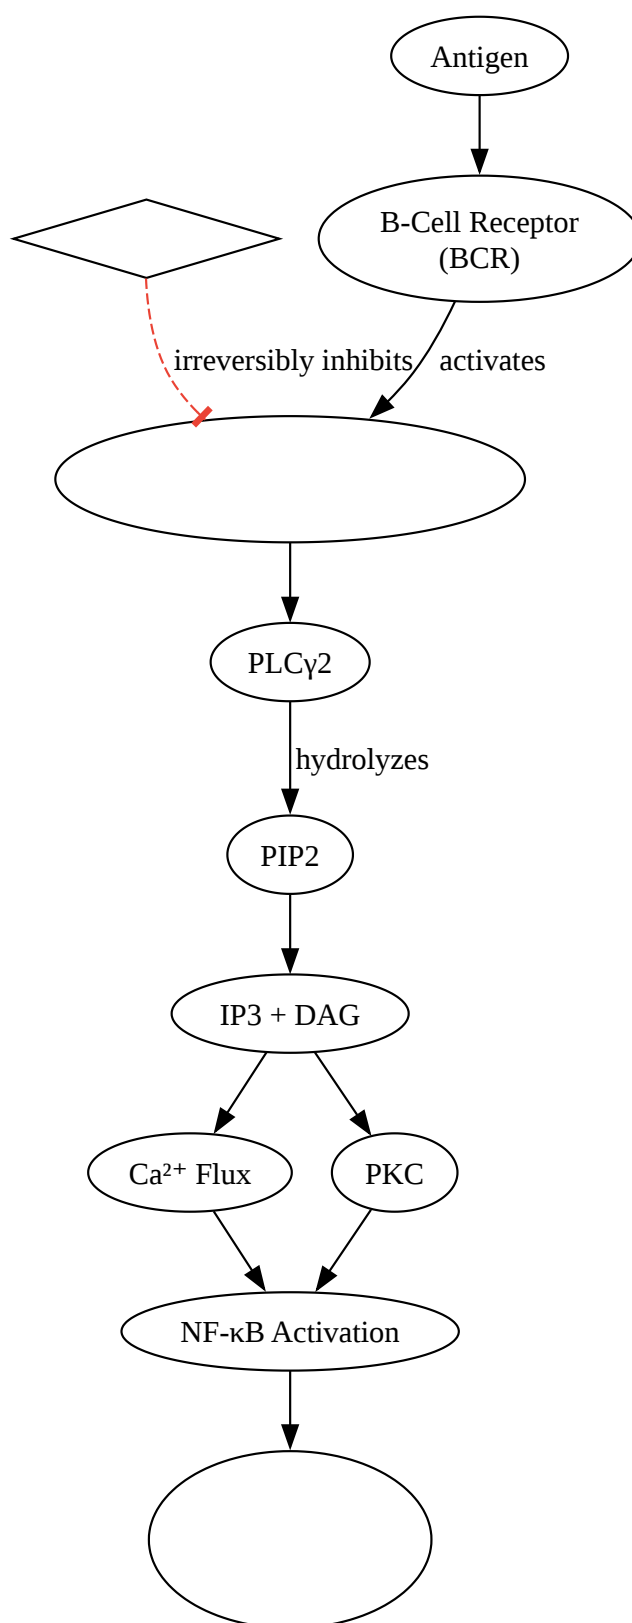 Antigen
B-Cell Receptor
(BCR)
irreversibly inhibits
activates
PLCγ2
hydrolyzes
PIP2
IP3 + DAG
Ca²⁺ Flux
PKC
NF-κB Activation